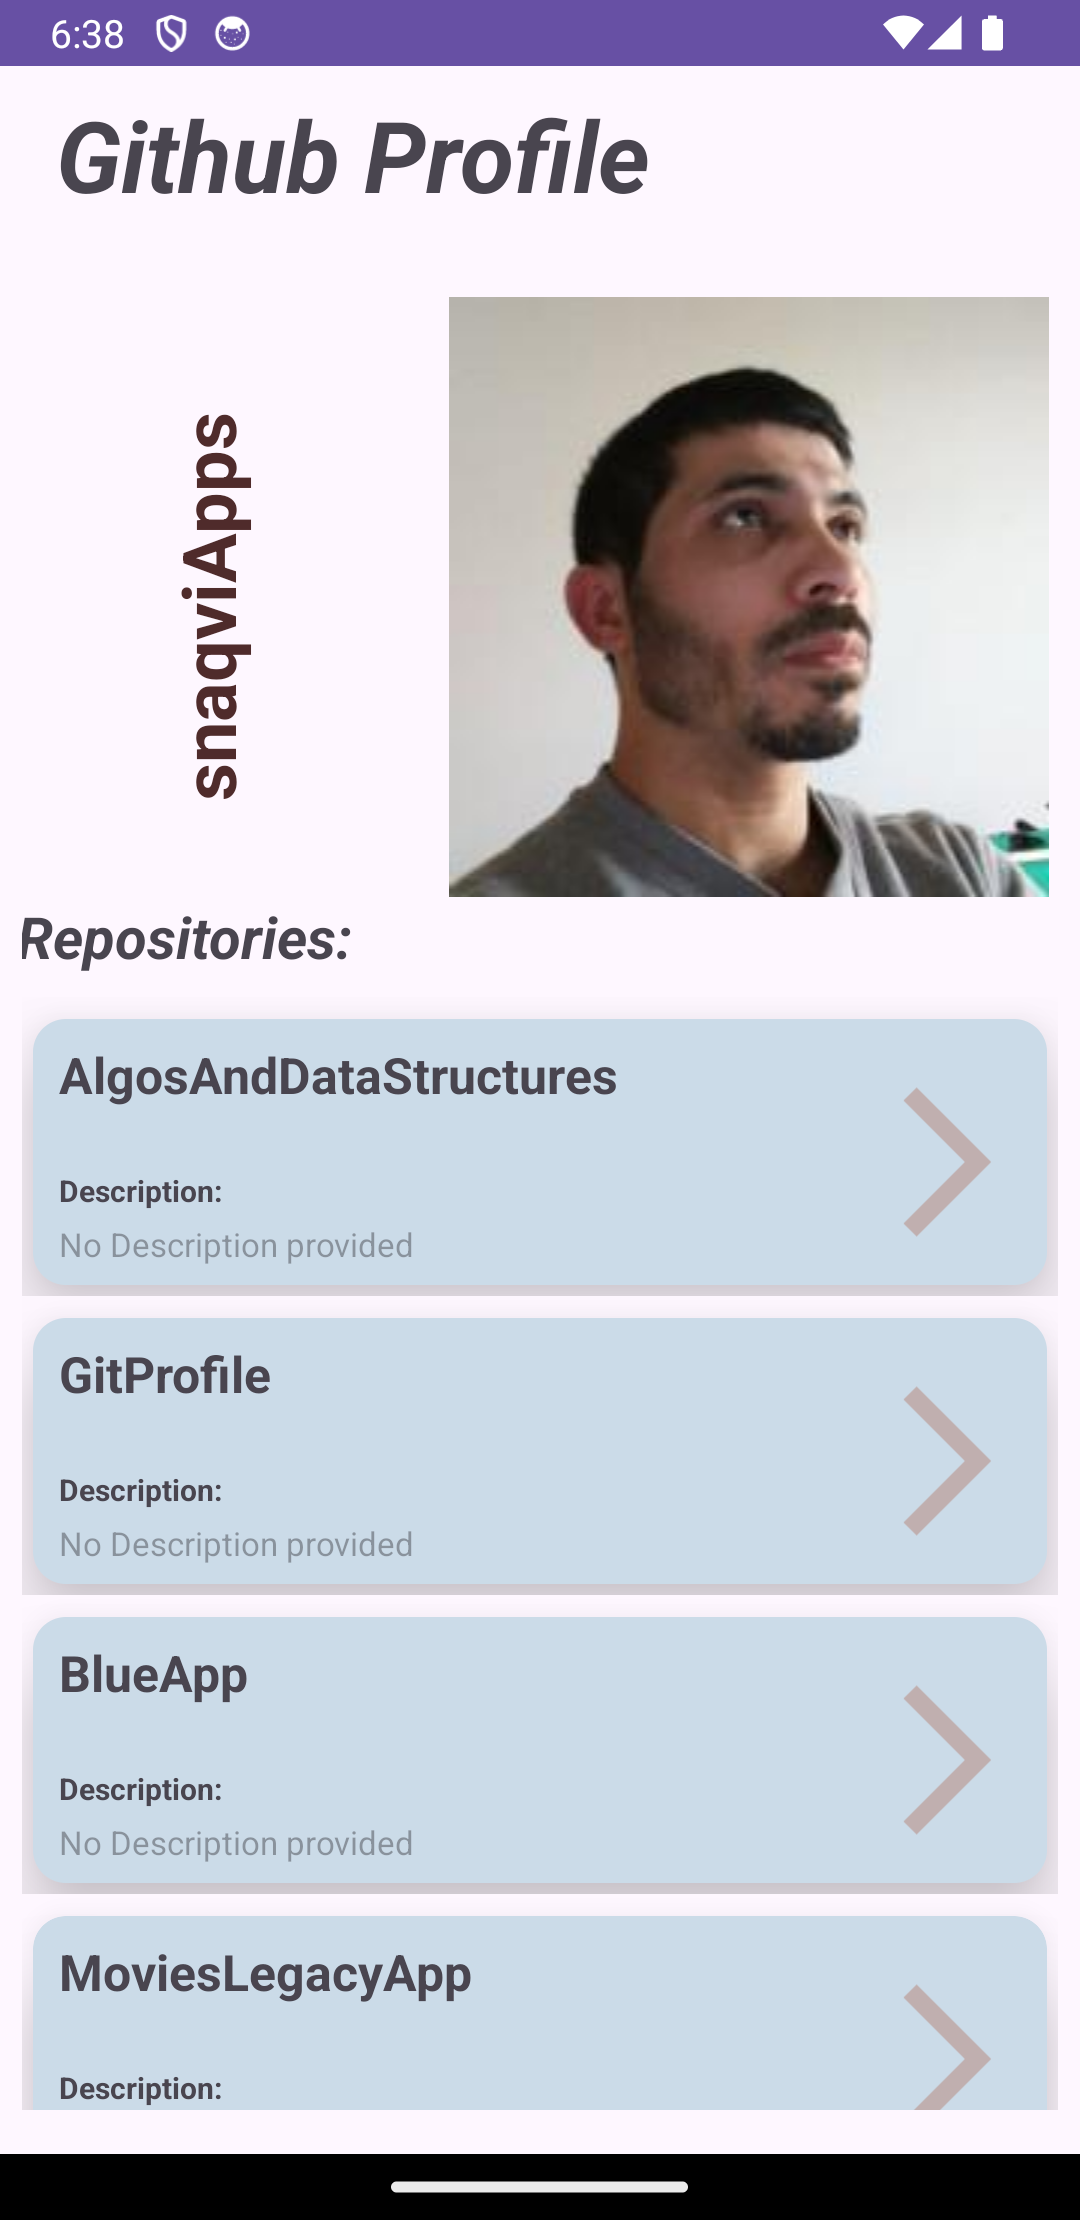 6:38
Github Profile
snaqviApps
Repositories:
AlgosAndDataStructures
Description:
No Description provided
GitProfile
Description:
No Description provided
BlueApp
Description:
No Description provided
MoviesLegacyApp
Description: